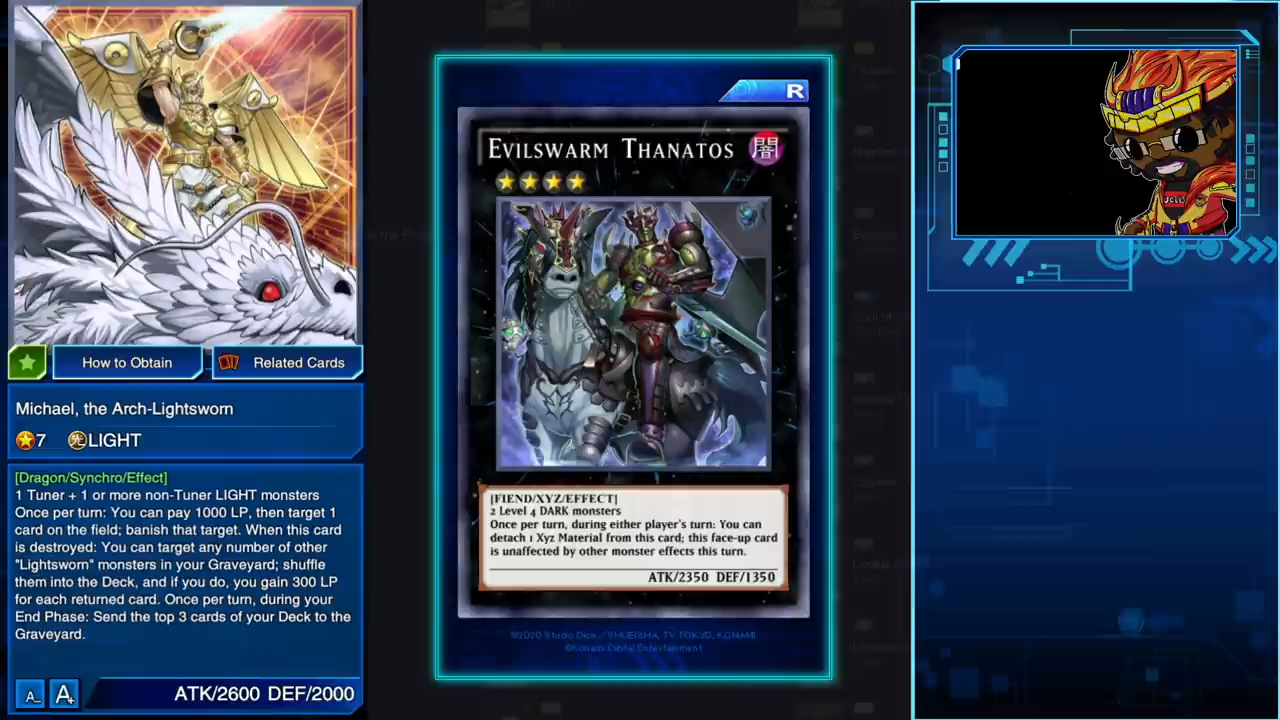 How to Obtain
Related Cards
Michael, the Arch-Lightsworn
7
光LIGHT
[Dragon/Synchro/Effect]
1 Tuner + 1 or more non-Tuner LIGHT monsters
Once per turn: You can pay 1000 LP, then target 1
card on the field; banish that target. When this card
is destroyed: You can target any number of other
"Lightsworn" monsters in your Graveyard; shuffle
them into the Deck, and if you do, you gain 300 LP
for each returned card. Once per turn, during your
End Phase: Send the top 3 cards of your Deck to the
Graveyard.
A- A+
ATK/2600 DEF/2000
R
EVILSWARM THANATOS 闇
[FIEND/XYZ/EFFECT]
2 Level 4 DARK monsters
Once per turn, during either player's turn: You can
detach 1 Xyz Material from this card; this face-up card
is unaffected by other monster effects this turn.
ATK/2350 DEF/1350
©2020 Studio Dice/SHUEISHA, TV TOKYO, KONAMI
©Konami Digital Entertainment